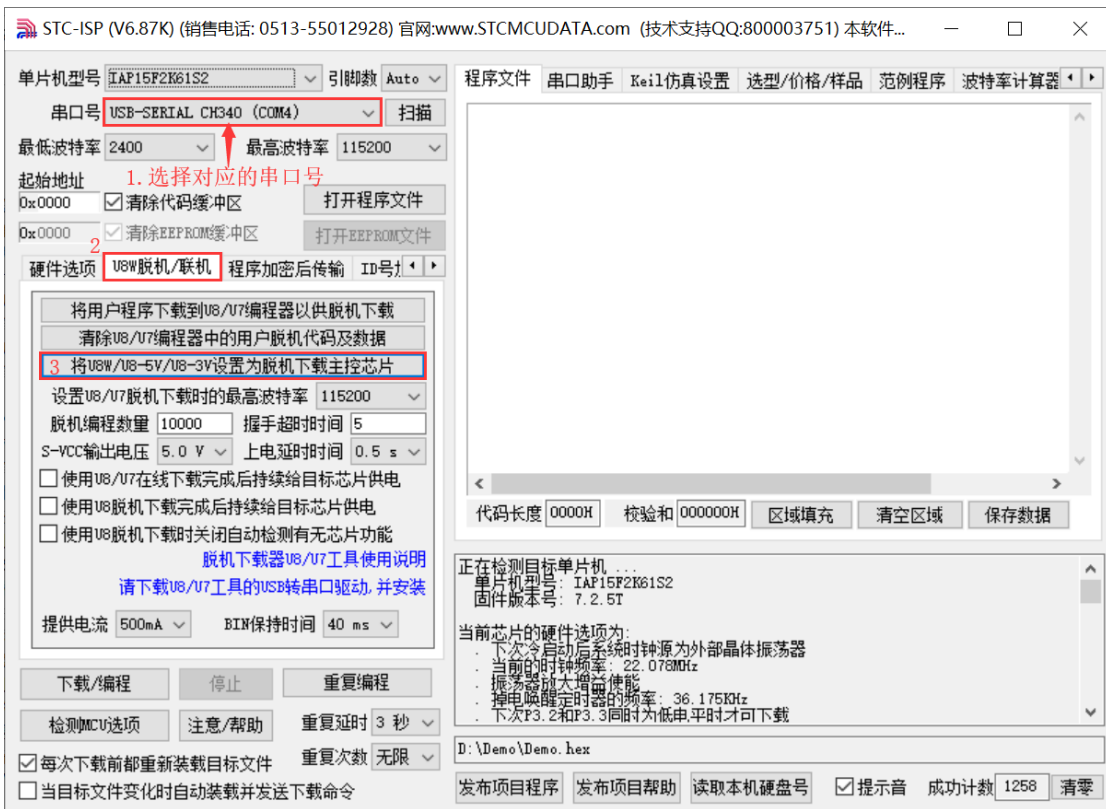 STC-ISP (V6.87K) (销售电话: 0513-55012928) 官网:www.STCMCUDATA.com (技术支持QQ:800003751) 本软件...
单片机型号 IAP15F2K61S2 引脚数 Auto
串口号 USB-SERIAL CH340 (COM4) 扫描
最低波特率 2400 最高波特率 115200
1.选择对应的串口号
起始地址
0x0000 清除代码缓冲区 打开程序文件
0x0000 清除EEPROM缓冲区 打开EEPROM文件
2
硬件选项 U8W脱机/联机 程序加密后传输 ID号
将用户程序下载到U8/U7编程器以供脱机下载
清除U8/U7编程器中的用户脱机代码及数据
3 将U8W/U8-5V/U8-3V设置为脱机下载主控芯片
设置U8/U7脱机下载时的最高波特率 115200
脱机编程数量 10000 握手超时时间 5
S-VCC输出电压 5.0 V 上电延时时间 0.5 s
使用U8/U7在线下载完成后持续给目标芯片供电
使用U8脱机下载完成后持续给目标芯片供电
使用U8脱机下载时关闭自动检测有无芯片功能
脱机下载器U8/U7工具使用说明
请下载U8/U7工具的USB转串口驱动,并安装
提供电流 500mA BIN保持时间 40 ms
下载/编程 停止 重复编程
检测MCU选项 注意/帮助 重复延时 3 秒
每次下载前都重新装载目标文件 重复次数 无限
当目标文件变化时自动装载并发送下载命令
程序文件 串口助手 Keil仿真设置 选型/价格/样品 范例程序 波特率计算器
代码长度 0000H 校验和 000000H 区域填充 清空区域 保存数据
正在检测目标单片机 ...
单片机型号: IAP15F2K61S2
固件版本号: 7.2.5T
当前芯片的硬件选项为:
. 下次冷启动后系统时钟源为外部晶体振荡器
. 当前的时钟频率: 22.078MHz
. 振荡器放大增益使能
. 掉电唤醒定时器的频率: 36.175KHz
. 下次P3.2和P3.3同时为低电平时才可下载
D:\Demo\Demo.hex
发布项目程序 发布项目帮助 读取本机硬盘号 提示音 成功计数 1258 清零